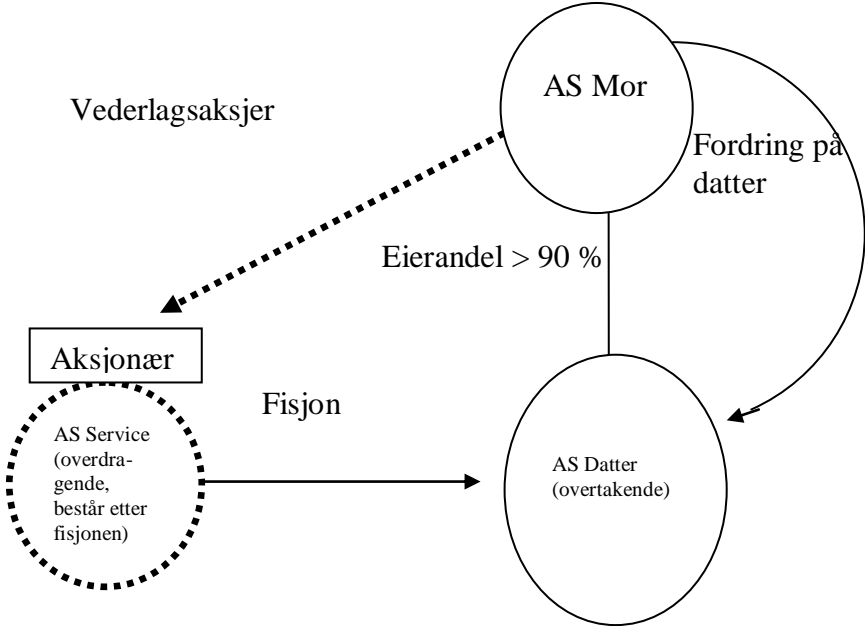 AS Mor
Vederlagsaksjer
Fordring på
datter
Eierandel > 90 %
Aksjonær
Fisjon
AS Service
(overdra-
gende,
består etter
fisjonen)
AS Datter
(overtakende)